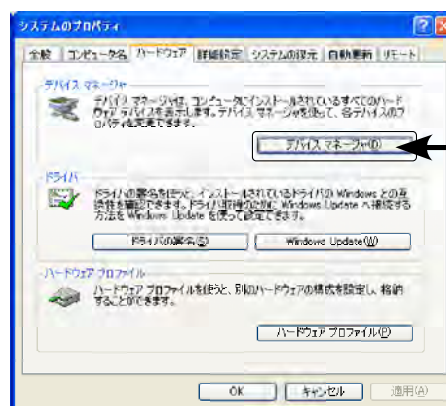 システムのプロパティ
全般 コンピュータ名 ハードウェア 詳細設定 システムの復元 自動更新 リモート
デバイス マネージャ
デバイス マネージャは、コンピュータにインストールされているすべてのハード
ウェア デバイスを表示します。デバイス マネージャを使って、各デバイスのプ
ロパティを変更できます。
デバイス マネージャ(D)
ドライバ
ドライバの署名を使うと、インストールされているドライバの Windows との互
換性を確認できます。ドライバ取得のために Windows Update へ接続する
方法を Windows Update を使って設定できます。
ドライバの署名(S) Windows Update(W)
ハードウェア プロファイル
ハードウェア プロファイルを使うと、別のハードウェアの構成を設定し、格納
することができます。
ハードウェア プロファイル(P)
OK キャンセル 適用(A)